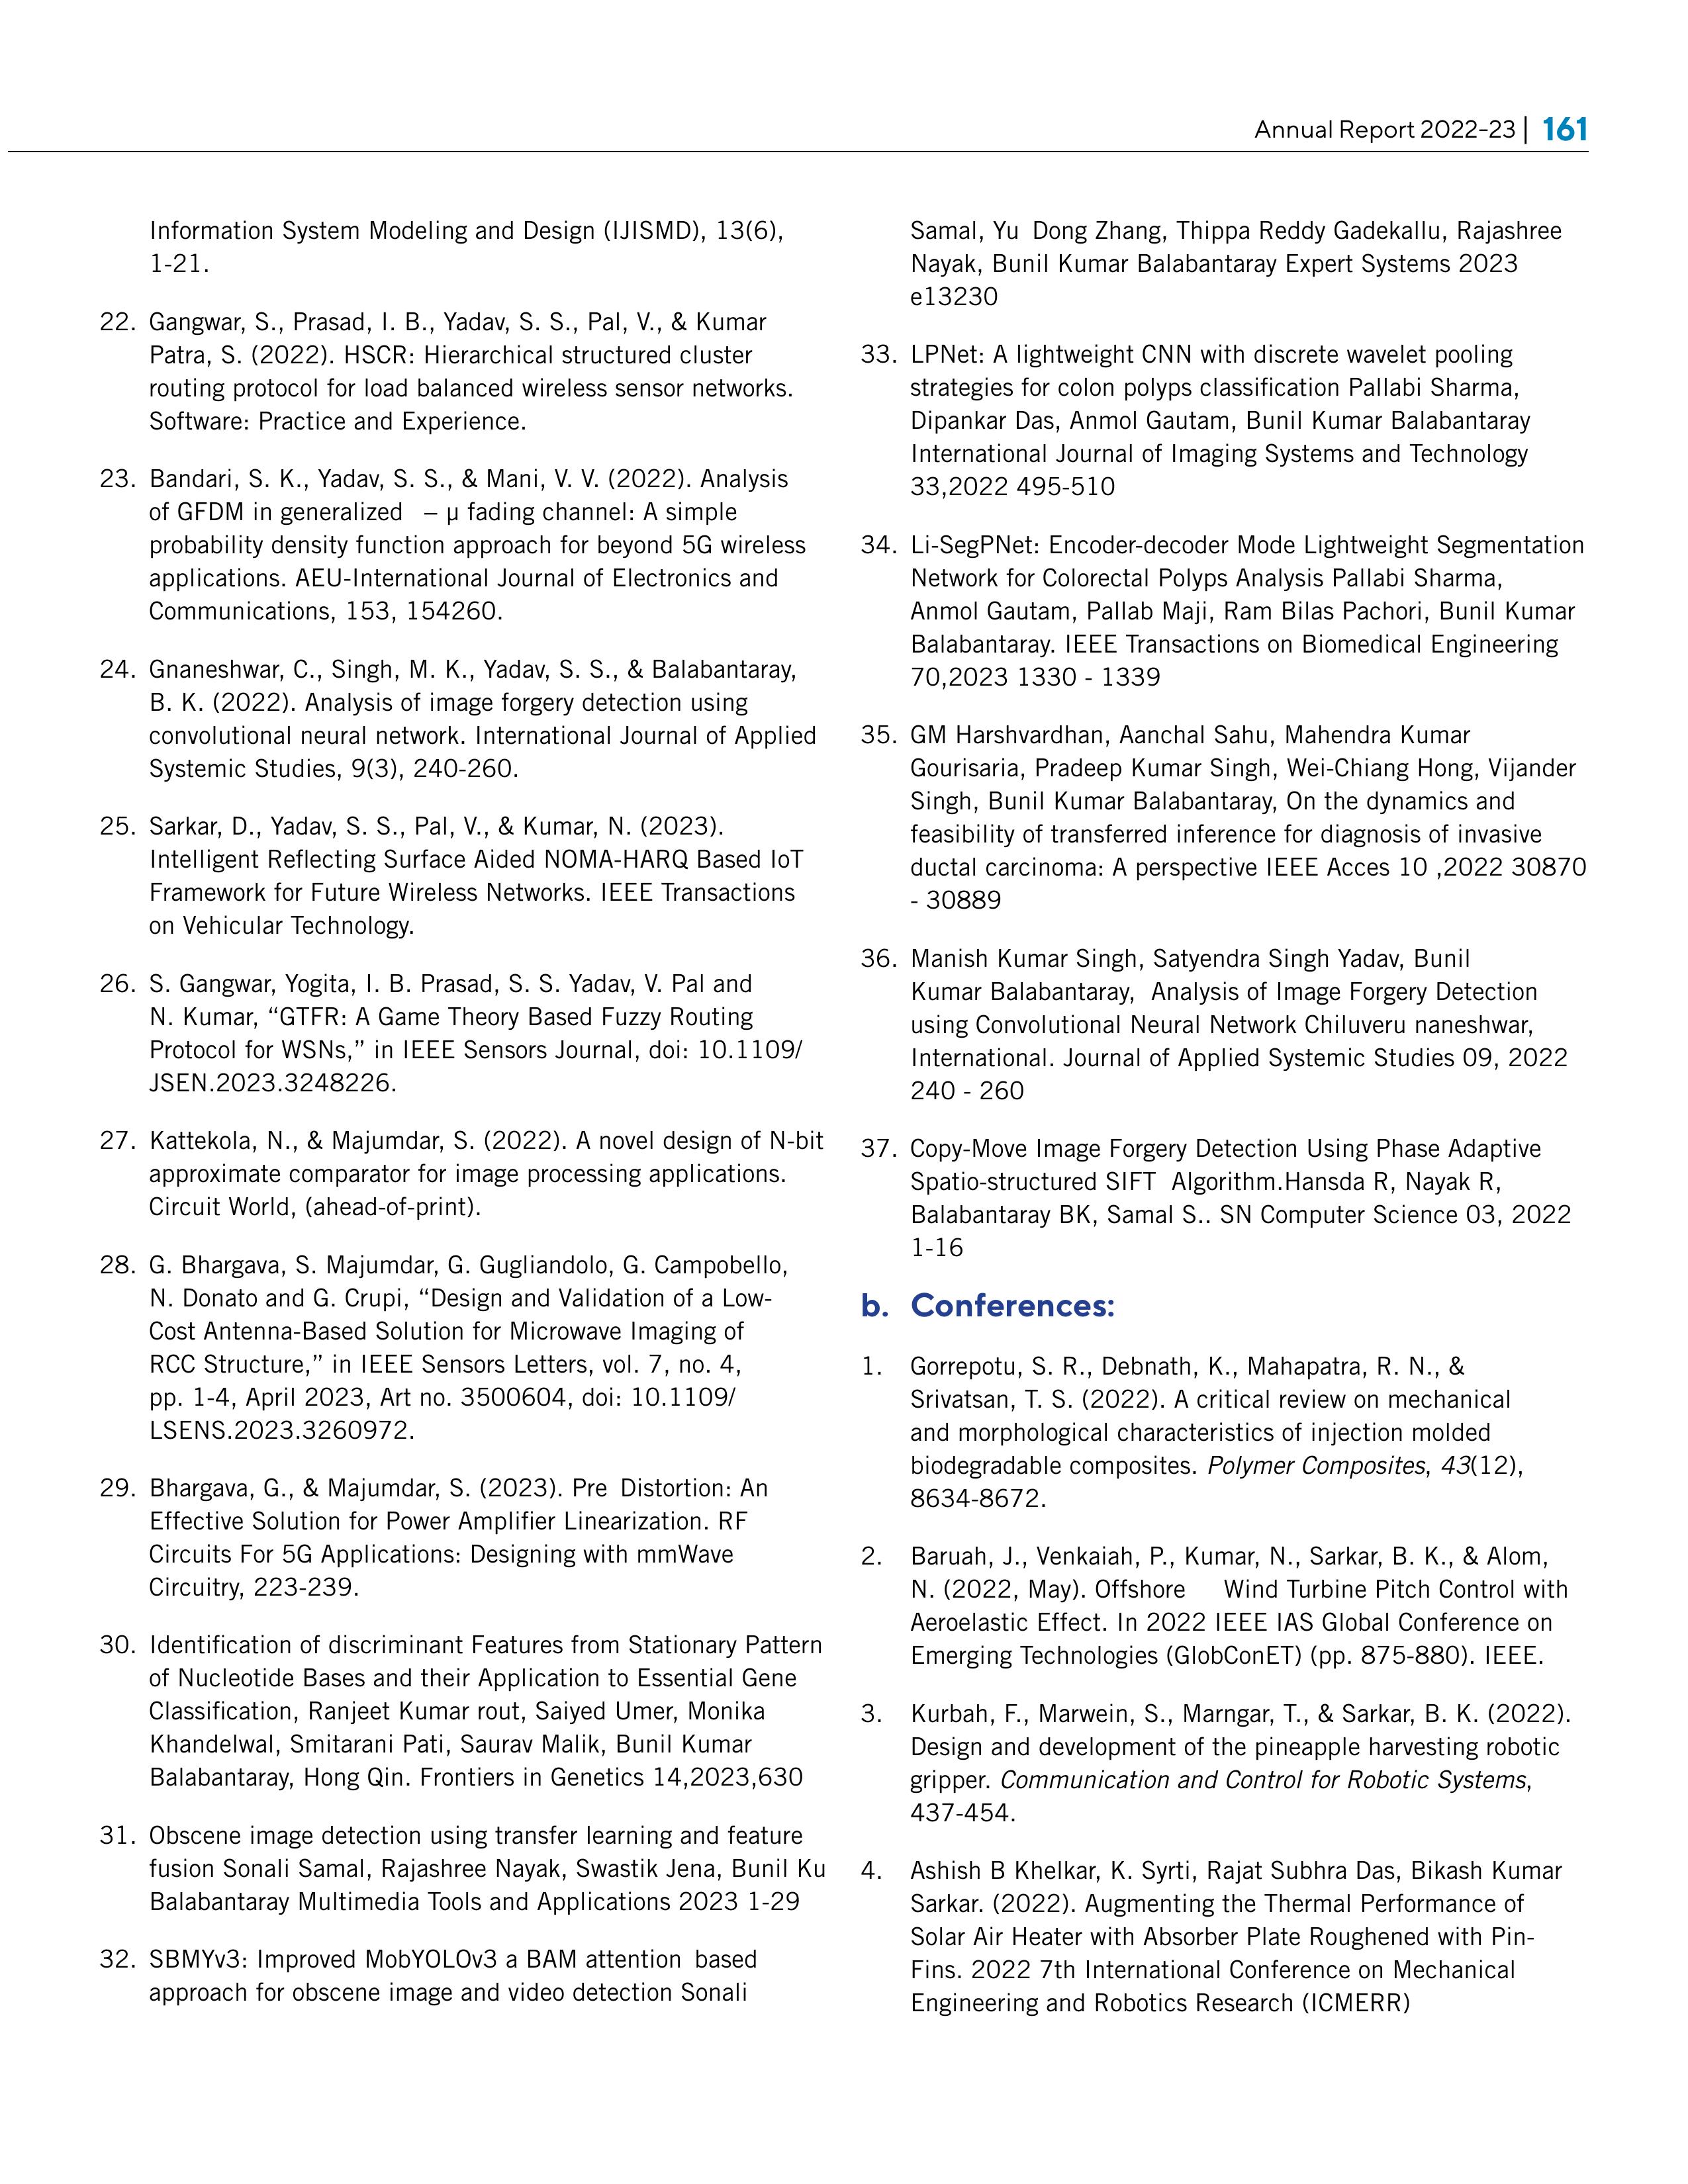 Annual Report 2022-23 | 161
Information System Modeling and Design (IJISMD), 13(6),
1-21.
22. Gangwar, S., Prasad, I. B., Yadav, S. S., Pal, V., & Kumar
Patra, S. (2022). HSCR: Hierarchical structured cluster
routing protocol for load balanced wireless sensor networks.
Software: Practice and Experience.
23. Bandari, S. K., Yadav, S. S., & Mani, V. V. (2022). Analysis
of GFDM in generalized – µ fading channel: A simple
probability density function approach for beyond 5G wireless
applications. AEU-International Journal of Electronics and
Communications, 153, 154260.
24. Gnaneshwar, C., Singh, M. K., Yadav, S. S., & Balabantaray,
B. K. (2022). Analysis of image forgery detection using
convolutional neural network. International Journal of Applied
Systemic Studies, 9(3), 240-260.
25. Sarkar, D., Yadav, S. S., Pal, V., & Kumar, N. (2023).
Intelligent Reflecting Surface Aided NOMA-HARQ Based IoT
Framework for Future Wireless Networks. IEEE Transactions
on Vehicular Technology.
26. S. Gangwar, Yogita, I. B. Prasad, S. S. Yadav, V. Pal and
N. Kumar, “GTFR: A Game Theory Based Fuzzy Routing
Protocol for WSNs,” in IEEE Sensors Journal, doi: 10.1109/
JSEN.2023.3248226.
27. Kattekola, N., & Majumdar, S. (2022). A novel design of N-bit
approximate comparator for image processing applications.
Circuit World, (ahead-of-print).
28. G. Bhargava, S. Majumdar, G. Gugliandolo, G. Campobello,
N. Donato and G. Crupi, “Design and Validation of a Low-
Cost Antenna-Based Solution for Microwave Imaging of
RCC Structure,” in IEEE Sensors Letters, vol. 7, no. 4,
pp. 1-4, April 2023, Art no. 3500604, doi: 10.1109/
LSENS.2023.3260972.
29. Bhargava, G., & Majumdar, S. (2023). Pre Distortion: An
Effective Solution for Power Amplifier Linearization. RF
Circuits For 5G Applications: Designing with mmWave
Circuitry, 223-239.
30. Identification of discriminant Features from Stationary Pattern
of Nucleotide Bases and their Application to Essential Gene
Classification, Ranjeet Kumar rout, Saiyed Umer, Monika
Khandelwal, Smitarani Pati, Saurav Malik, Bunil Kumar
Balabantaray, Hong Qin. Frontiers in Genetics 14,2023,630
31. Obscene image detection using transfer learning and feature
fusion Sonali Samal, Rajashree Nayak, Swastik Jena, Bunil Ku
Balabantaray Multimedia Tools and Applications 2023 1-29
32. SBMYv3: Improved MobYOLOv3 a BAM attention based
approach for obscene image and video detection Sonali
Samal, Yu Dong Zhang, Thippa Reddy Gadekallu, Rajashree
Nayak, Bunil Kumar Balabantaray Expert Systems 2023
e13230
33. LPNet: A lightweight CNN with discrete wavelet pooling
strategies for colon polyps classification Pallabi Sharma,
Dipankar Das, Anmol Gautam, Bunil Kumar Balabantaray
International Journal of Imaging Systems and Technology
33,2022 495-510
34. Li-SegPNet: Encoder-decoder Mode Lightweight Segmentation
Network for Colorectal Polyps Analysis Pallabi Sharma,
Anmol Gautam, Pallab Maji, Ram Bilas Pachori, Bunil Kumar
Balabantaray. IEEE Transactions on Biomedical Engineering
70,2023 1330 - 1339
35. GM Harshvardhan, Aanchal Sahu, Mahendra Kumar
Gourisaria, Pradeep Kumar Singh, Wei-Chiang Hong, Vijander
Singh, Bunil Kumar Balabantaray, On the dynamics and
feasibility of transferred inference for diagnosis of invasive
ductal carcinoma: A perspective IEEE Acces 10 ,2022 30870
- 30889
36. Manish Kumar Singh, Satyendra Singh Yadav, Bunil
Kumar Balabantaray, Analysis of Image Forgery Detection
using Convolutional Neural Network Chiluveru naneshwar,
International. Journal of Applied Systemic Studies 09, 2022
240 - 260
37. Copy-Move Image Forgery Detection Using Phase Adaptive
Spatio-structured SIFT Algorithm.Hansda R, Nayak R,
Balabantaray BK, Samal S.. SN Computer Science 03, 2022
1-16
b. Conferences:
1. Gorrepotu, S. R., Debnath, K., Mahapatra, R. N., &
Srivatsan, T. S. (2022). A critical review on mechanical
and morphological characteristics of injection molded
biodegradable composites. Polymer Composites, 43(12),
8634-8672.
2. Baruah, J., Venkaiah, P., Kumar, N., Sarkar, B. K., & Alom,
N. (2022, May). Offshore Wind Turbine Pitch Control with
Aeroelastic Effect. In 2022 IEEE IAS Global Conference on
Emerging Technologies (GlobConET) (pp. 875-880). IEEE.
3. Kurbah, F., Marwein, S., Marngar, T., & Sarkar, B. K. (2022).
Design and development of the pineapple harvesting robotic
gripper. Communication and Control for Robotic Systems,
437-454.
4. Ashish B Khelkar, K. Syrti, Rajat Subhra Das, Bikash Kumar
Sarkar. (2022). Augmenting the Thermal Performance of
Solar Air Heater with Absorber Plate Roughened with Pin-
Fins. 2022 7th International Conference on Mechanical
Engineering and Robotics Research (ICMERR)